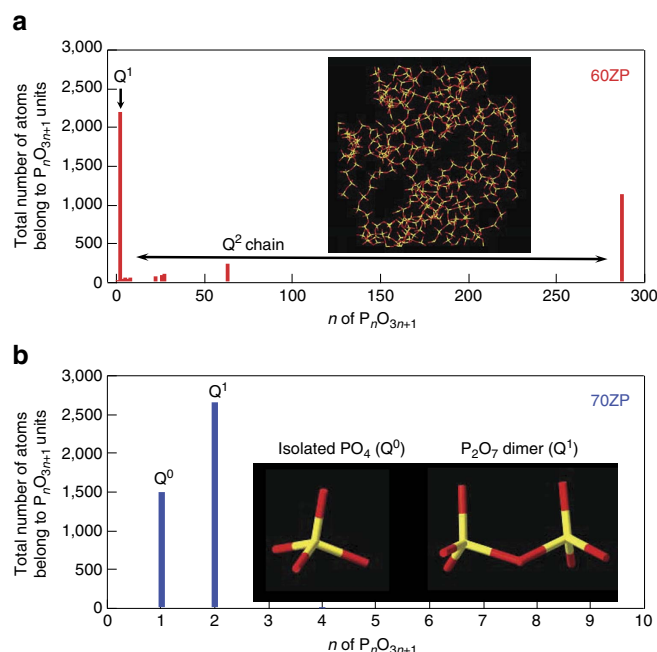 a
Total number of atoms
belong to PₙO₃ₙ₊₁ units
3,000
2,500
2,000
1,500
1,000
500
0
Q¹
60ZP
Q² chain
0 50 100 150 200 250 300
n of PₙO₃ₙ₊₁
b
Total number of atoms
belong to PₙO₃ₙ₊₁ units
3,000
2,500
2,000
1,500
1,000
500
0
Q¹
70ZP
Q⁰
Isolated PO₄ (Q⁰) P₂O₇ dimer (Q¹)
0 1 2 3 4 5 6 7 8 9 10
n of PₙO₃ₙ₊₁